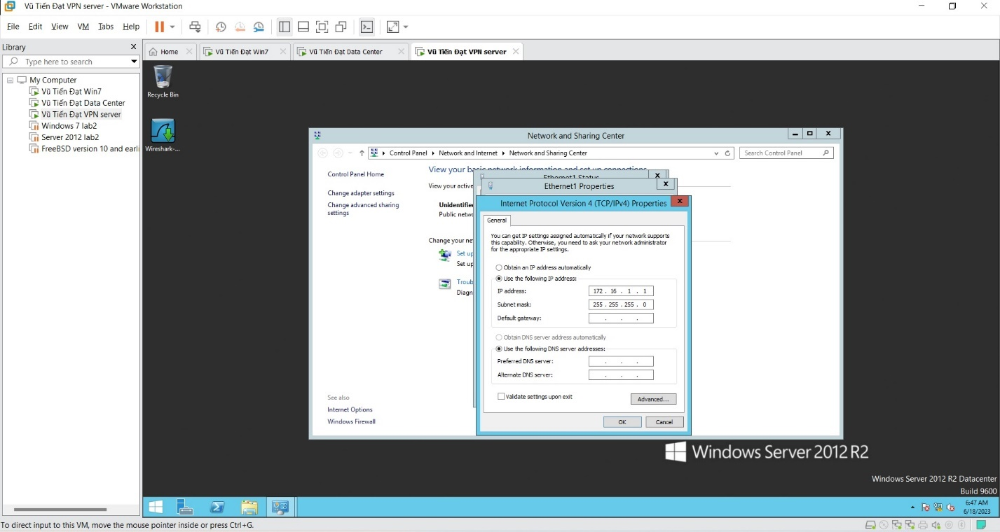 Vũ Tiến Đạt VPN server - VMware Workstation
File Edit View VM Tabs Help
Library
Type here to search
My Computer
Vũ Tiến Đạt Win7
Vũ Tiến Đạt Data Center
Vũ Tiến Đạt VPN server
Windows 7 lab2
Server 2012 lab2
FreeBSD version 10 and earli
Home
Vũ Tiến Đạt Win7
Vũ Tiến Đạt Data Center
Vũ Tiến Đạt VPN server
Recycle Bin
Wireshark-...
Network and Sharing Center
Control Panel Network and Internet Network and Sharing Center
Search Control Panel
Control Panel Home
Change adapter settings
Change advanced sharing
settings
See also
Internet Options
Windows Firewall
View your basic network information and set up connections
View your active
Unidentifie
Public netwo
Change your ne
Set up
Set up
Troub
Diagn
Ethernet1 Status
Ethernet1 Properties
Internet Protocol Version 4 (TCP/IPv4) Properties
General
You can get IP settings assigned automatically if your network supports
this capability. Otherwise, you need to ask your network administrator
for the appropriate IP settings.
Obtain an IP address automatically
Use the following IP address:
IP address: 172 . 16 . 1 . 1
Subnet mask: 255 . 255 . 255 . 0
Default gateway: . . .
Obtain DNS server address automatically
Use the following DNS server addresses:
Preferred DNS server: . . .
Alternate DNS server: . . .
Validate settings upon exit
Advanced...
OK Cancel
Windows Server 2012 R2
Windows Server 2012 R2 Datacenter
Build 9600
6:47 AM
6/18/2023
To direct input to this VM, move the mouse pointer inside or press Ctrl+G.